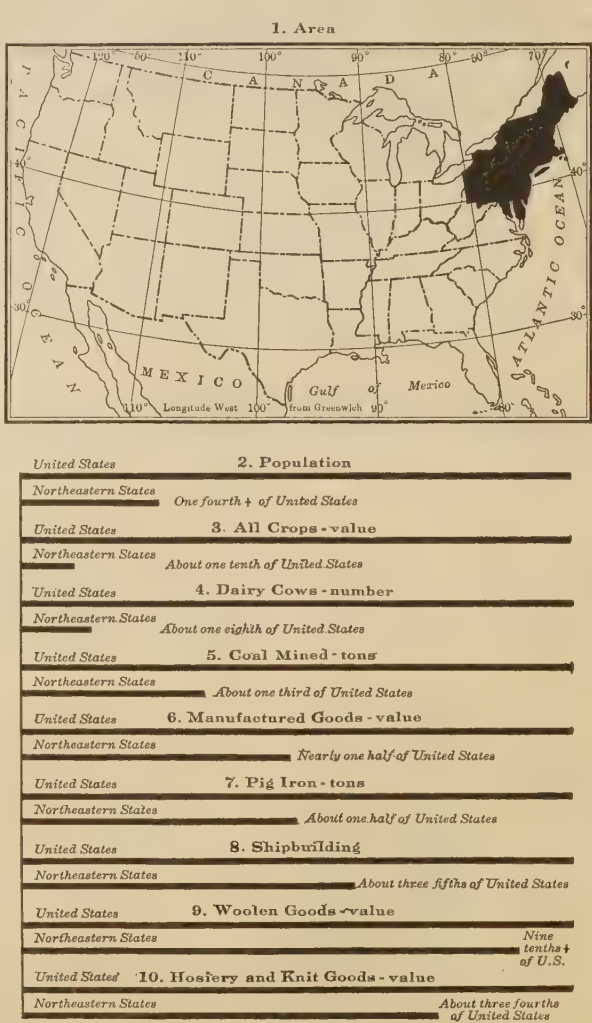 1. Area
120° 110° 100° 90° 80° 60° 70°
C A N A D A
PACIFIC OCEAN
40° 40°
30° 30°
ATLANTIC OCEAN
MEXICO
Gulf of Mexico
110° Longitude West 100° from Greenwich 90° 80°
United States 2. Population
Northeastern States
One fourth + of United States
United States 3. All Crops - value
Northeastern States
About one tenth of United States
United States 4. Dairy Cows - number
Northeastern States
About one eighth of United States
United States 5. Coal Mined - tons
Northeastern States
About one third of United States
United States 6. Manufactured Goods - value
Northeastern States
Nearly one half of United States
United States 7. Pig Iron - tons
Northeastern States
About one half of United States
United States 8. Shipbuilding
Northeastern States
About three fifths of United States
United States 9. Woolen Goods - value
Northeastern States
Nine
tenths +
of U.S.
United States 10. Hosiery and Knit Goods - value
Northeastern States
About three fourths
of United States